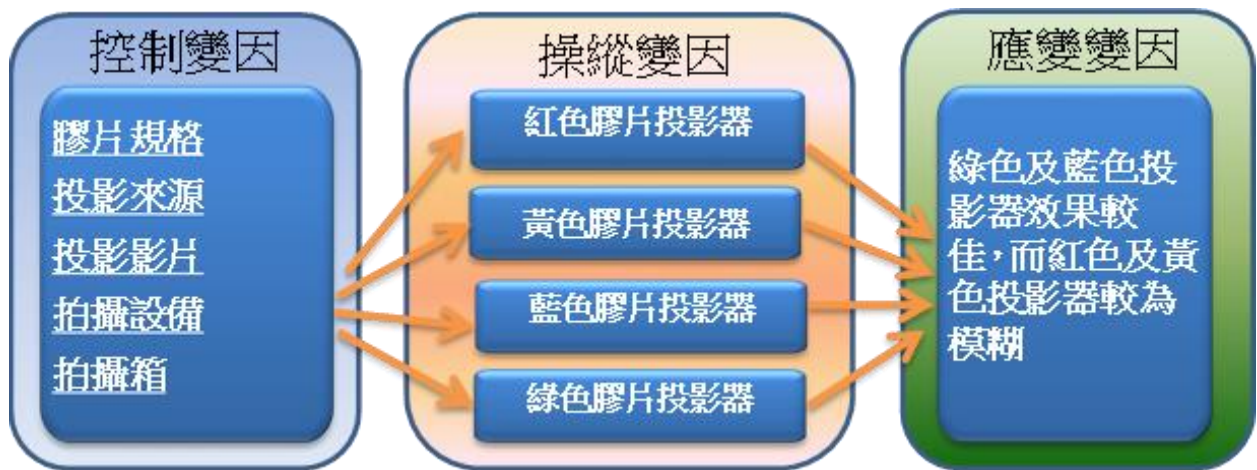 控制變因
膠片規格
投影來源
投影影片
拍攝設備
拍攝箱
操縱變因
紅色膠片投影器
黃色膠片投影器
藍色膠片投影器
綠色膠片投影器
應變變因
綠色及藍色投
影器效果較
佳，而紅色及黃
色投影器較為
模糊